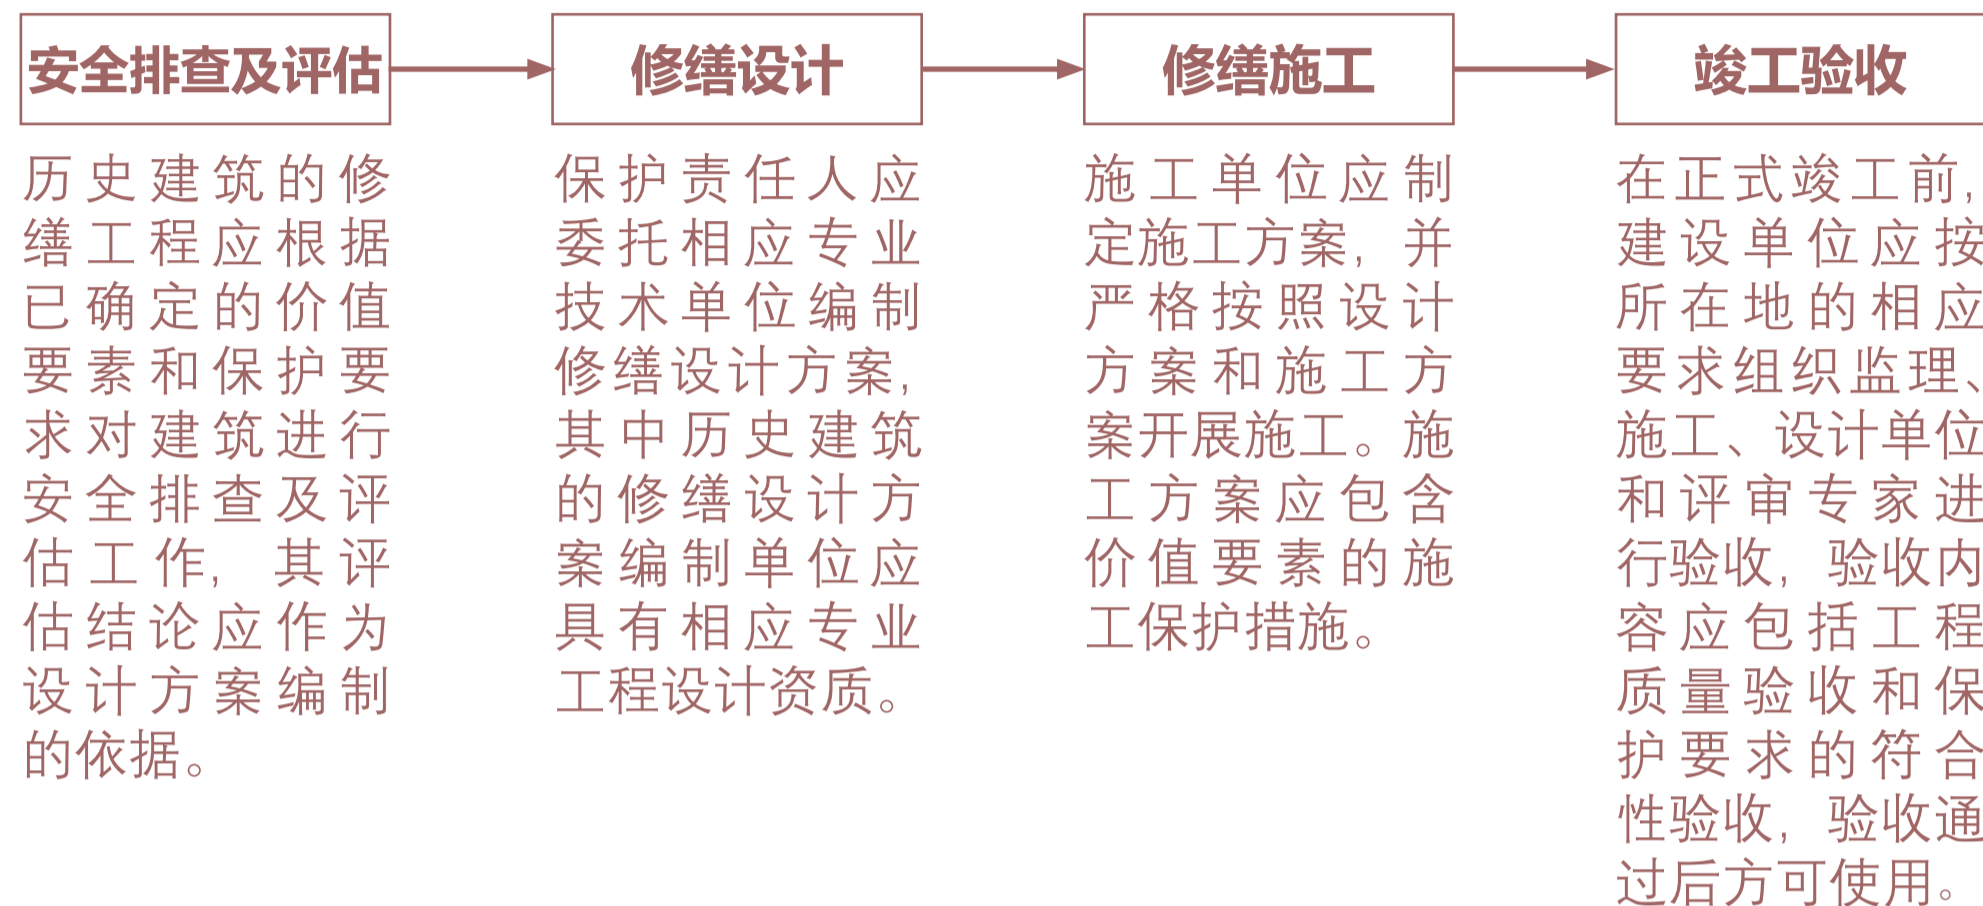 安全排查及评估
历史建筑的修
缮工程应根据
已确定的价值
要素和保护要
求对建筑进行
安全排查及评
估工作，其评
估结论应作为
设计方案编制
的依据。
修缮设计
保护责任人应
委托相应专业
技术单位编制
修缮设计方案，
其中历史建筑
的修缮设计方
案编制单位应
具有相应专业
工程设计资质。
修缮施工
施工单位应制
定施工方案，并
严格按照设计
方案和施工方
案开展施工。施
工方案应包含
价值要素的施
工保护措施。
竣工验收
在正式竣工前，
建设单位应按
所在地的相应
要求组织监理、
施工、设计单位
和评审专家进
行验收，验收内
容应包括工程
质量验收和保
护要求的符合
性验收，验收通
过后方可使用。